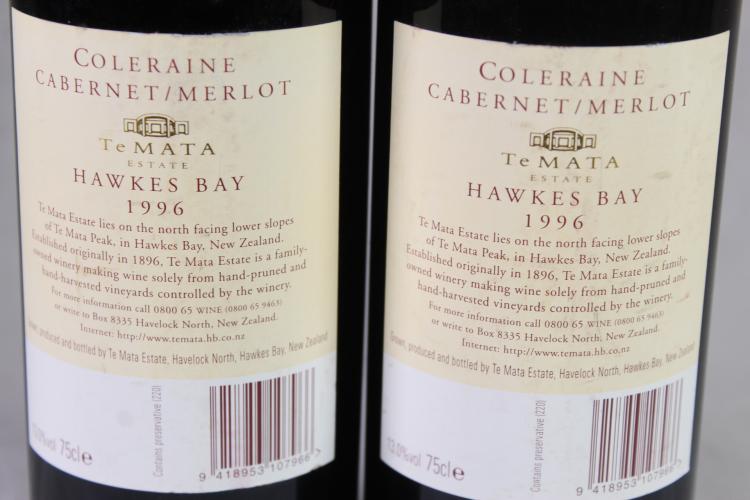 COLERAINE
CABERNET/MERLOT
TE MATA
ESTATE
HAWKES BAY
1996
Te Mata Estate lies on the north facing lower slopes
of Te Mata Peak, in Hawkes Bay, New Zealand.
Established originally in 1896, Te Mata Estate is a family-
owned winery making wine solely from hand-pruned and
hand-harvested vineyards controlled by the winery.
For more information call 0800 65 WINE (0800 65 9463)
or write to Box 8335 Havelock North, New Zealand.
Internet: http://www.temata.hb.co.nz
Grown, produced and bottled by Te Mata Estate, Havelock North, Hawkes Bay, New Zealand
13.0%vol 75cl e
Contains preservative (220)
9 418953 107966 >
COLERAINE
CABERNET/MERLOT
TE MATA
ESTATE
HAWKES BAY
1996
Te Mata Estate lies on the north facing lower slopes
of Te Mata Peak, in Hawkes Bay, New Zealand.
Established originally in 1896, Te Mata Estate is a family-
owned winery making wine solely from hand-pruned and
hand-harvested vineyards controlled by the winery.
For more information call 0800 65 WINE (0800 65 9463)
or write to Box 8335 Havelock North, New Zealand.
Internet: http://www.temata.hb.co.nz
Grown, produced and bottled by Te Mata Estate, Havelock North, Hawkes Bay, New Zealand
13.0%vol 75cl e
Contains preservative (220)
9 418953 107966 >